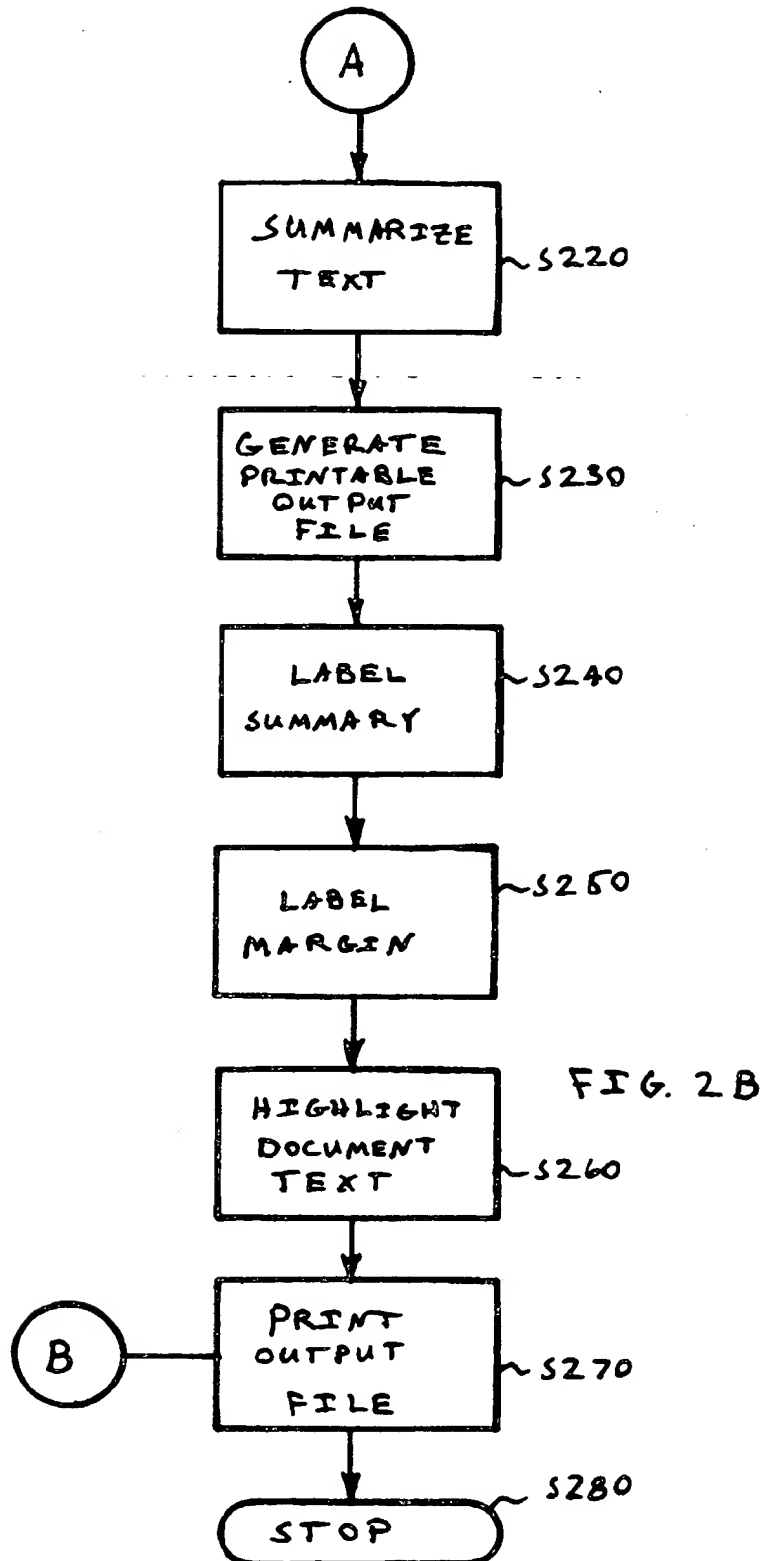 A
SUMMARIZE
TEXT
S220
GENERATE
PRINTABLE
OUTPUT
FILE
S230
LABEL
SUMMARY
S240
LABEL
MARGIN
S250
HIGHLIGHT
DOCUMENT
TEXT
S260
FIG. 2B
B
PRINT
OUTPUT
FILE
S270
STOP
S280